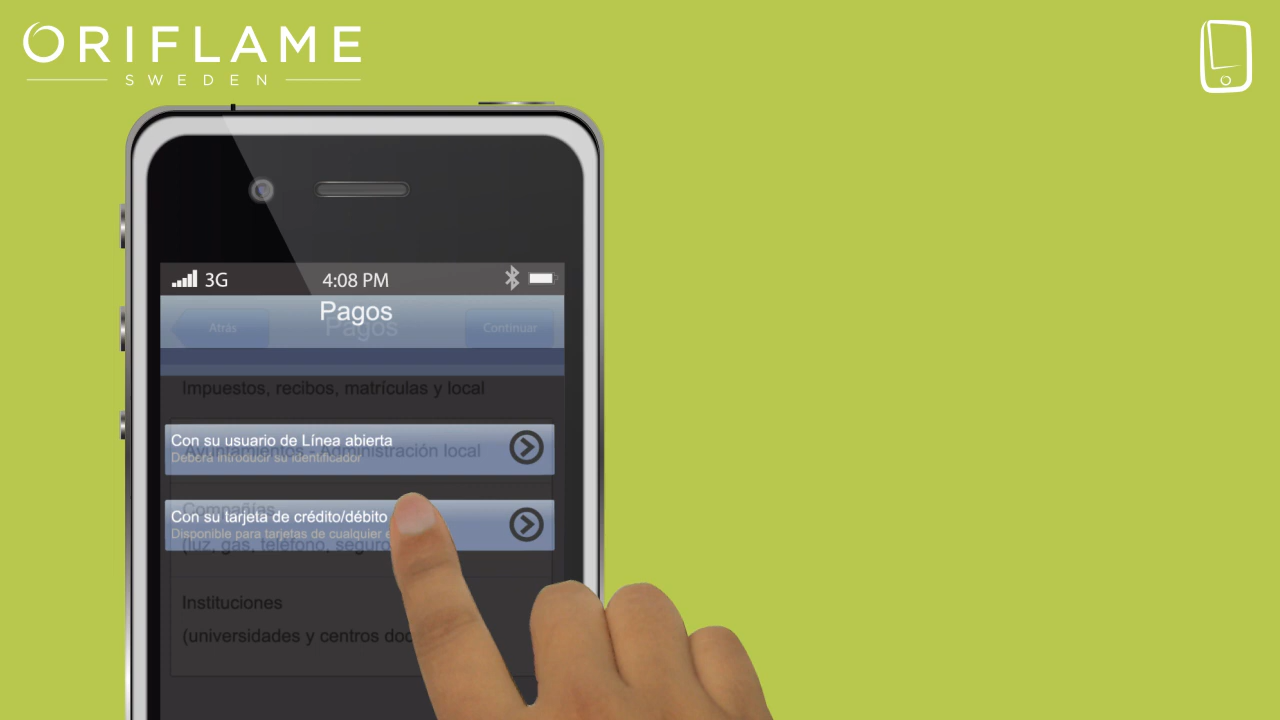 ORIFLAME
SWEDEN
3G 4:08 PM
Pagos
Atrás Pagos Continuar
Impuestos, recibos, matrículas y local
Con su usuario de Línea abierta
Ayuntamientos - Administración local
Deberá introducir su identificador
Compañías
Con su tarjeta de crédito/débito
Disponible para tarjetas de cualquier
(luz, gas, teléfono, seguro
Instituciones
(universidades y centros doc